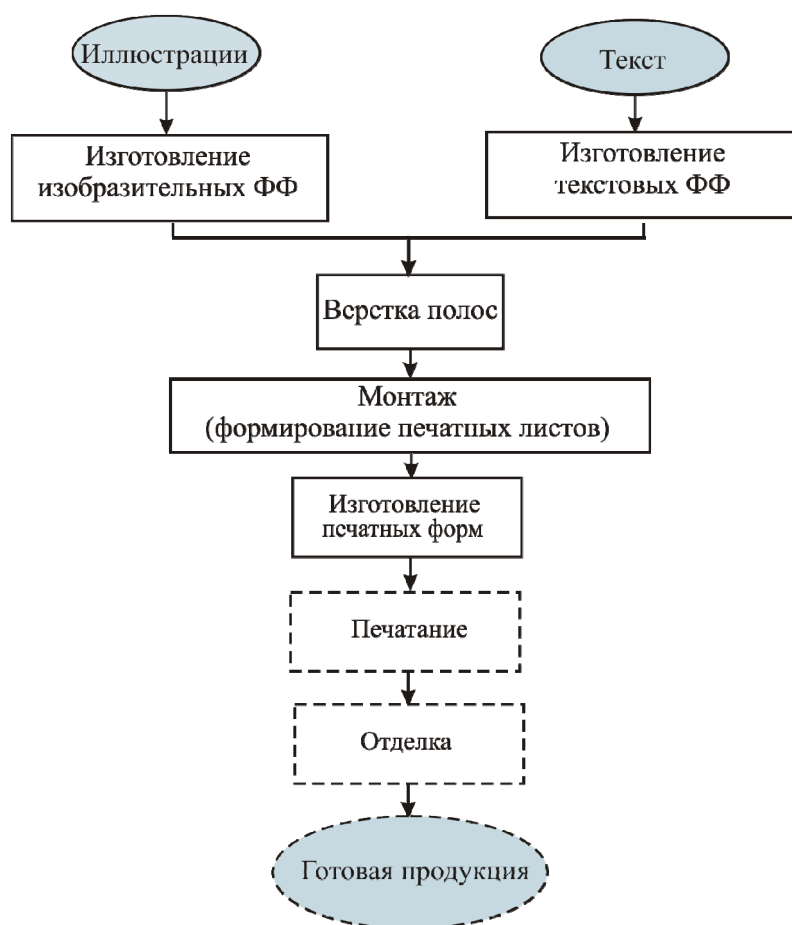 Иллюстрации
Текст
Изготовление
изобразительных ФФ
Изготовление
текстовых ФФ
Верстка полос
Монтаж
(формирование печатных листов)
Изготовление
печатных форм
Печатание
Отделка
Готовая продукция